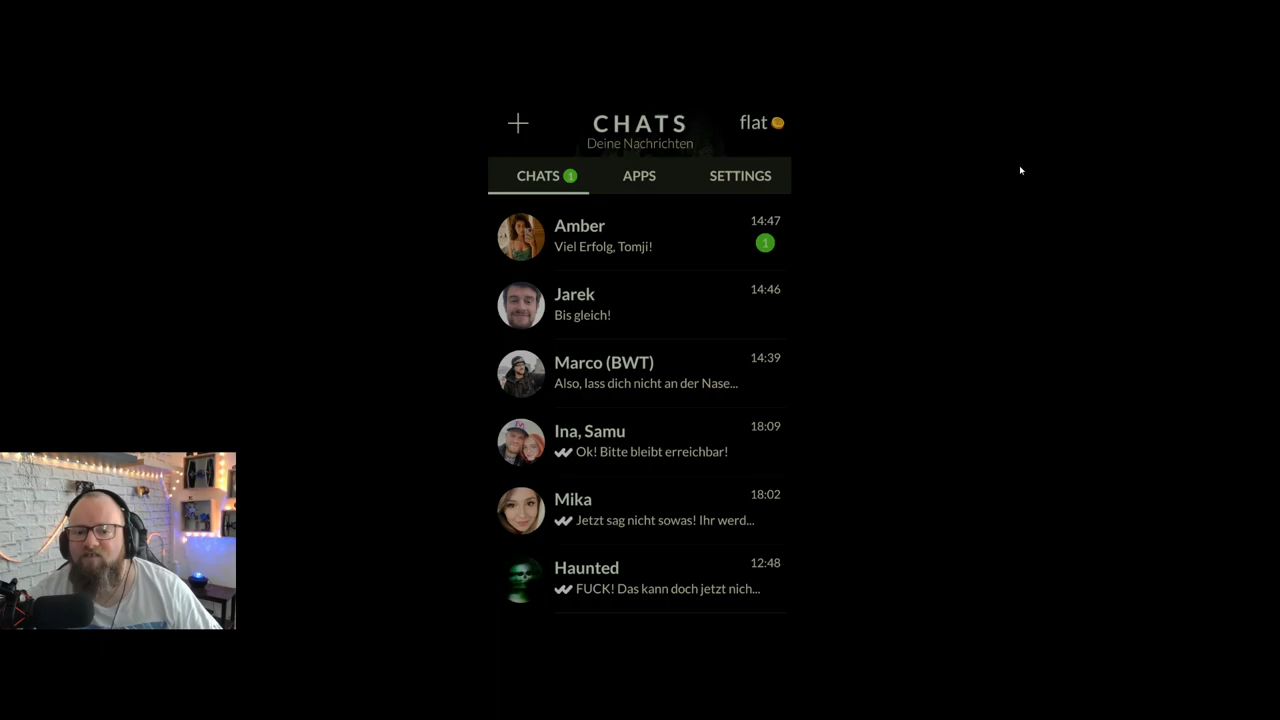 CHATS
flat
Deine Nachrichten
CHATS 1
APPS
SETTINGS
Amber
14:47
Viel Erfolg, Tomji!
1
Jarek
14:46
Bis gleich!
Marco (BWT)
14:39
Also, lass dich nicht an der Nase...
Ina, Samu
18:09
Ok! Bitte bleibt erreichbar!
Mika
18:02
Jetzt sag nicht sowas! Ihr werd...
Haunted
12:48
FUCK! Das kann doch jetzt nich...